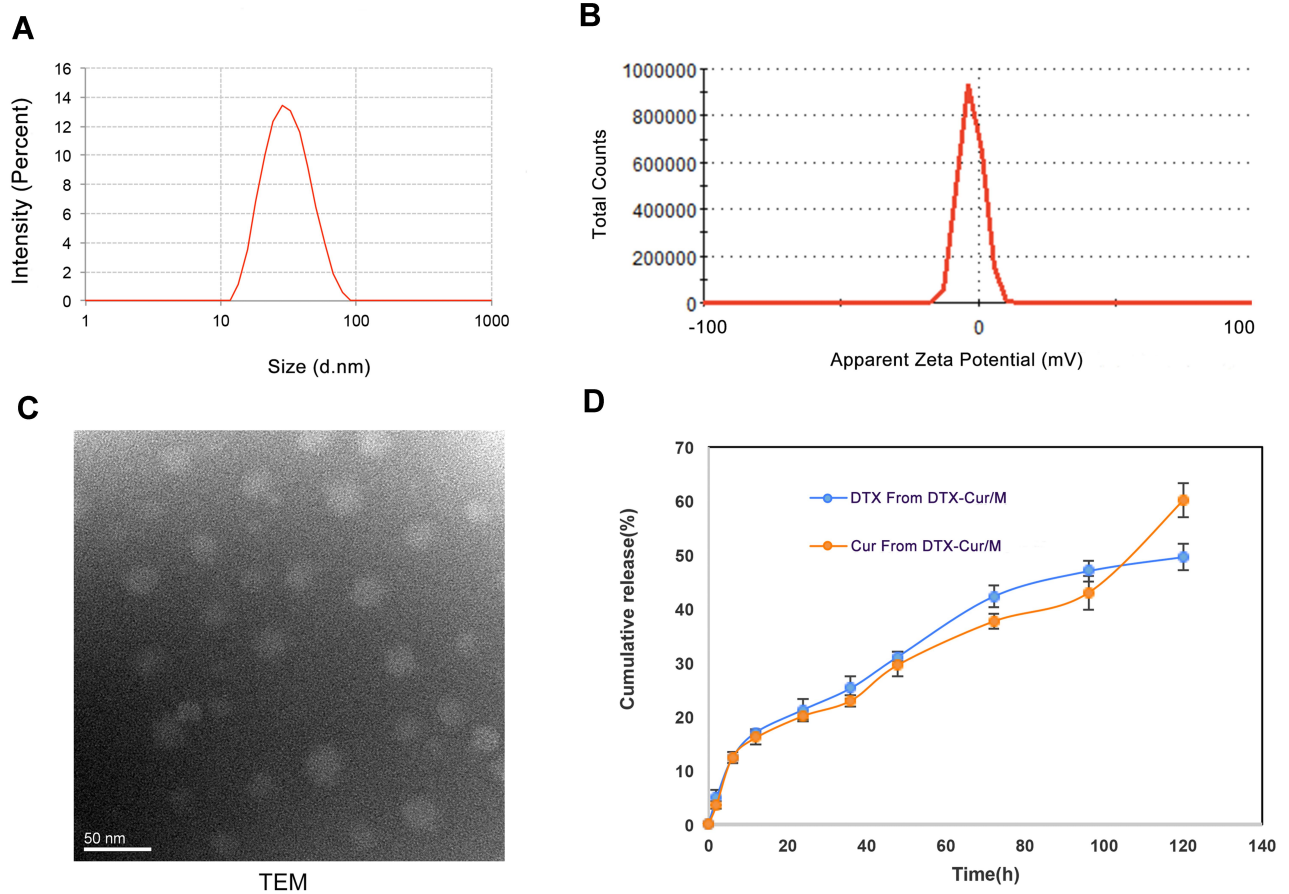 A
Intensity (Percent)
16
14
12
10
8
6
4
2
0
1
10
100
1000
Size (d.nm)
B
Total Counts
1000000
800000
600000
400000
200000
0
-100
0
100
Apparent Zeta Potential (mV)
C
50 nm
TEM
D
Cumulative release(%)
70
60
50
40
30
20
10
0
DTX From DTX-Cur/M
Cur From DTX-Cur/M
0
20
40
60
80
100
120
140
Time(h)